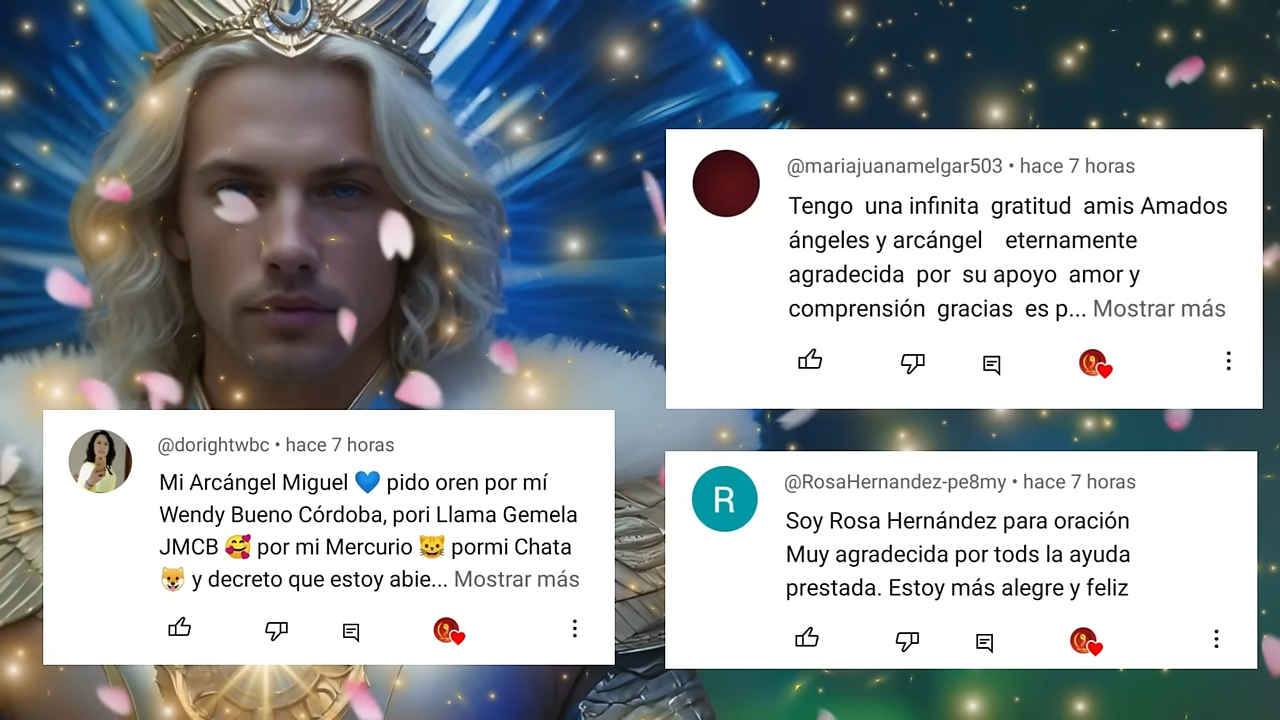 @mariajuanamelgar503 • hace 7 horas
Tengo una infinita gratitud amis Amados
ángeles y arcángel eternamente
agradecida por su apoyo amor y
comprensión gracias es p... Mostrar más
@dorightwbc • hace 7 horas
Mi Arcángel Miguel 💙 pido oren por mí
Wendy Bueno Córdoba, pori Llama Gemela
JMCB 🥰 por mi Mercurio 😺 pormi Chata
🐶 y decreto que estoy abie... Mostrar más
R
@RosaHernandez-pe8my • hace 7 horas
Soy Rosa Hernández para oración
Muy agradecida por tods la ayuda
prestada. Estoy más alegre y feliz